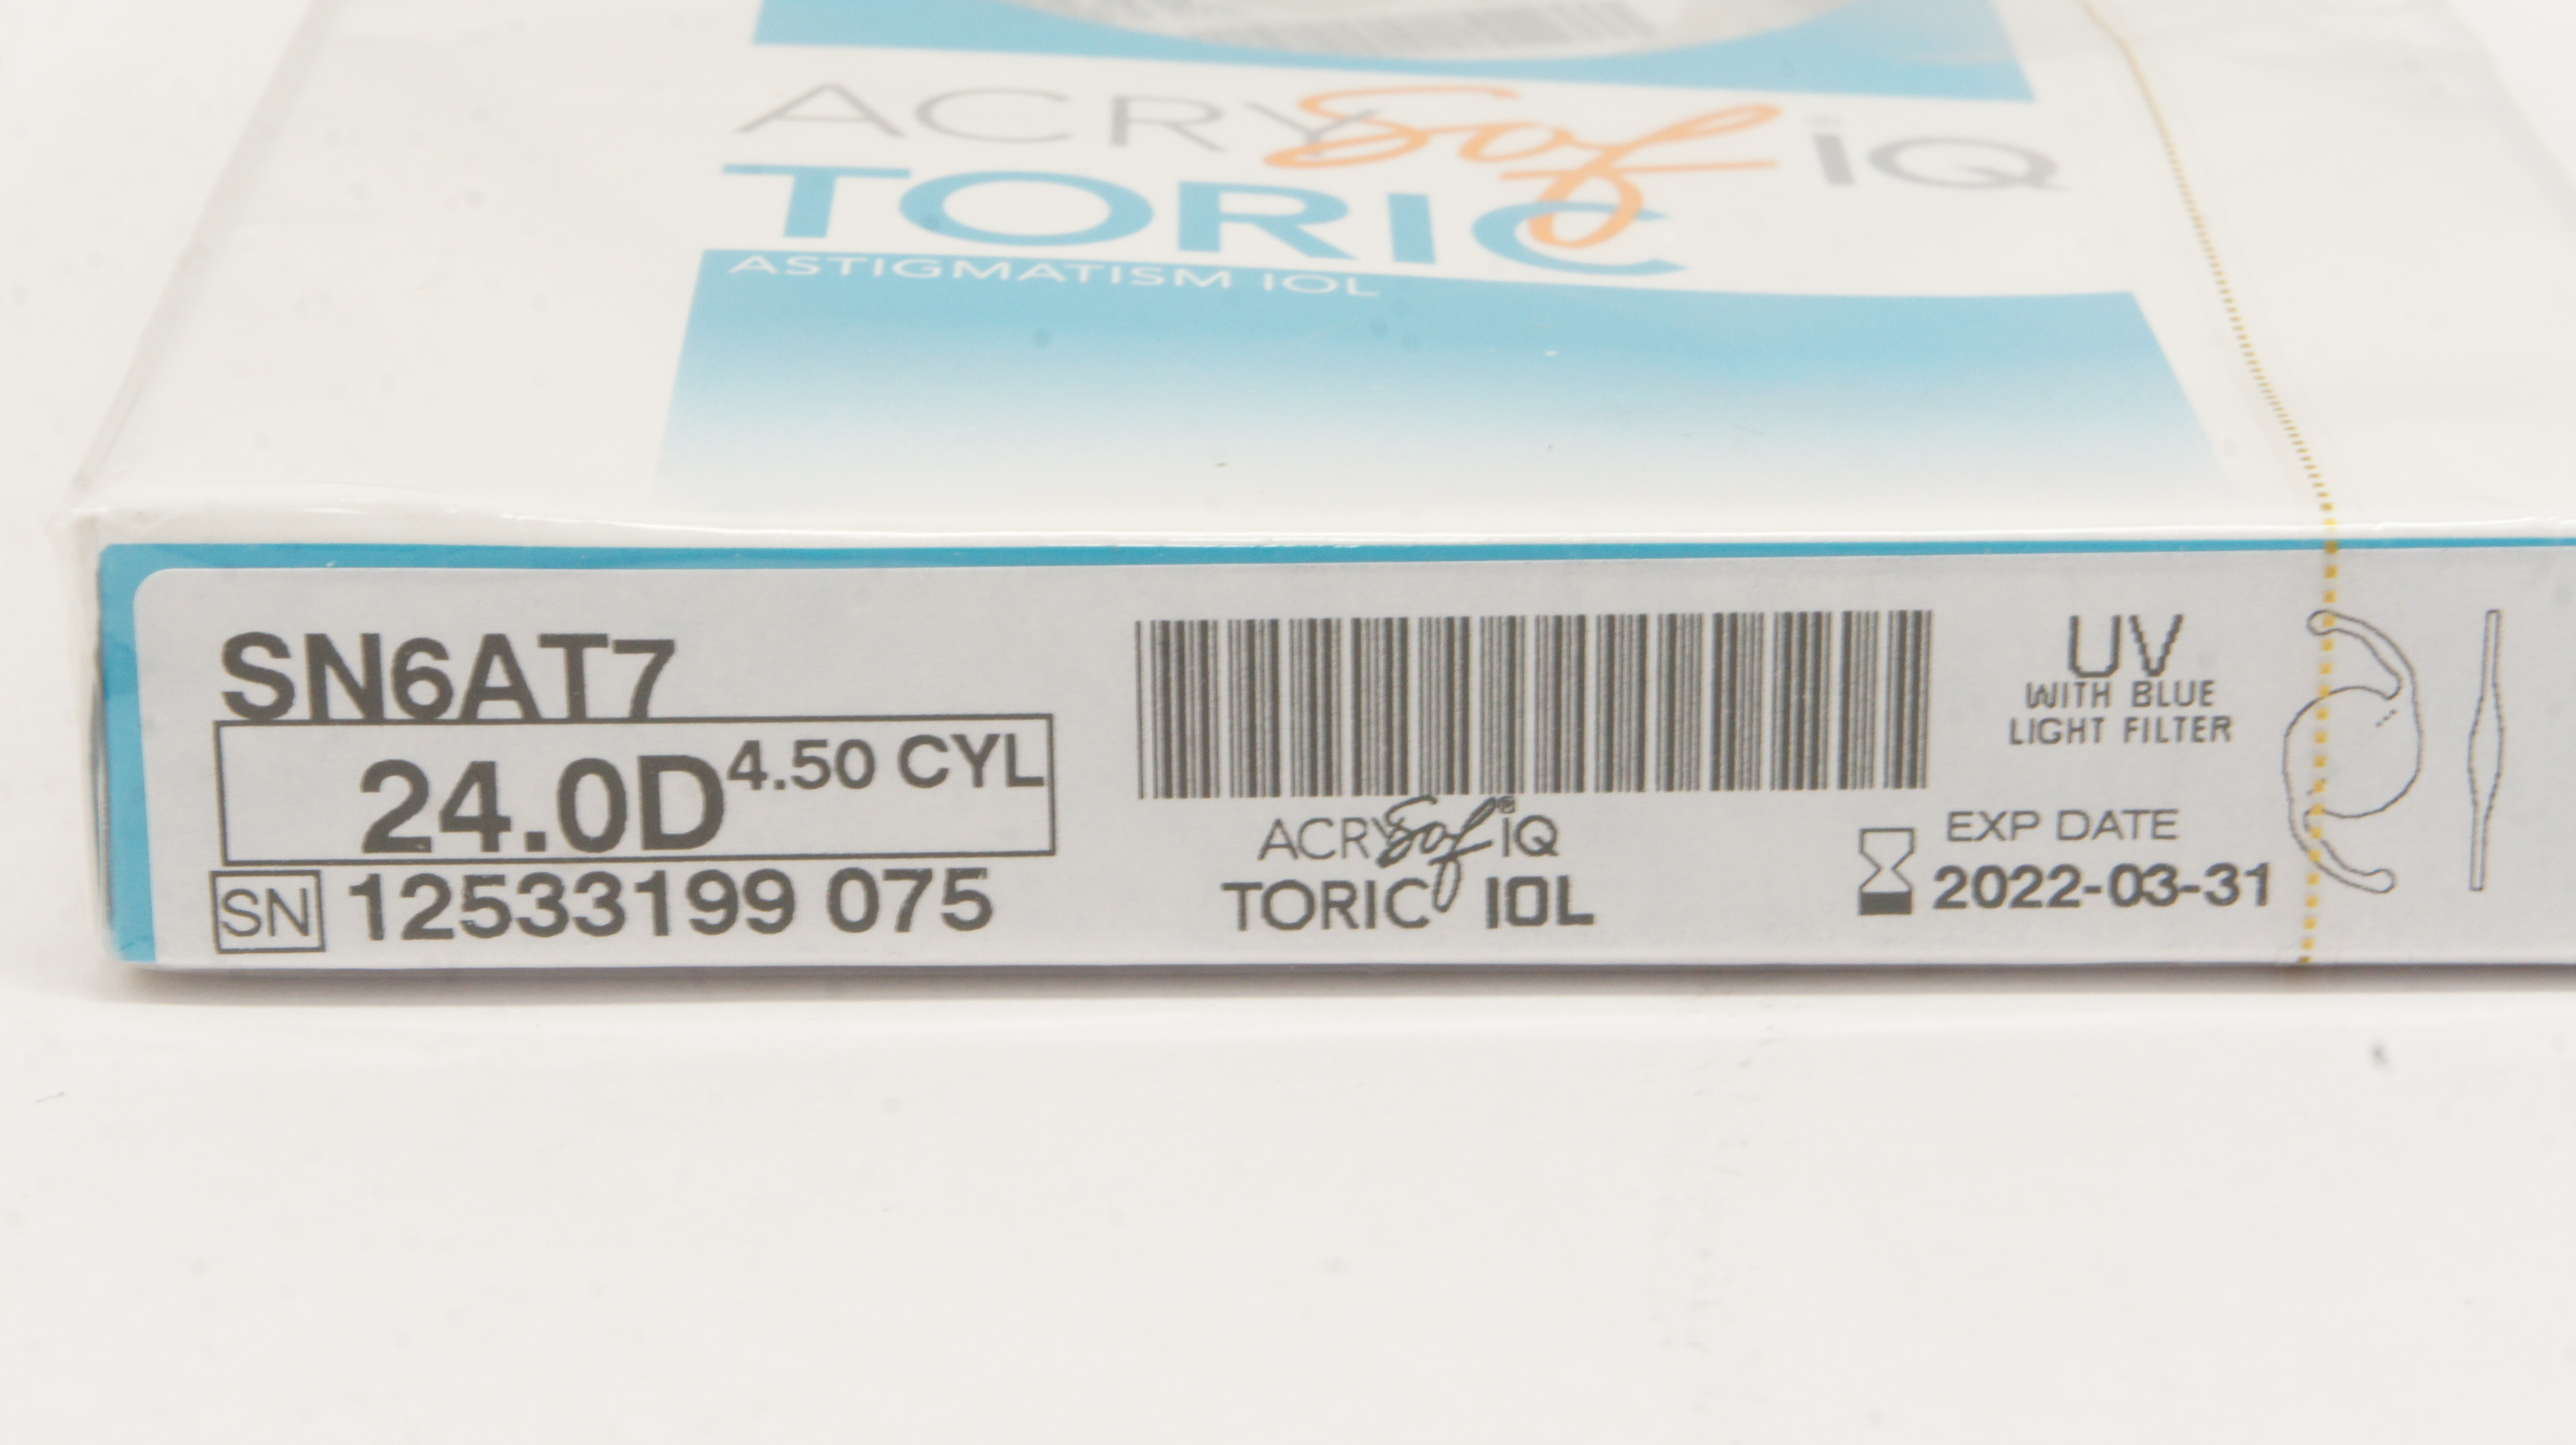 ACRYSof iQ
TORIC
ASTIGMATISM IOL
SN6AT7
24.0D 4.50 CYL
SN 12533199 075
ACRYSof® iQ
TORIC IOL
UV
WITH BLUE
LIGHT FILTER
EXP DATE
2022-03-31